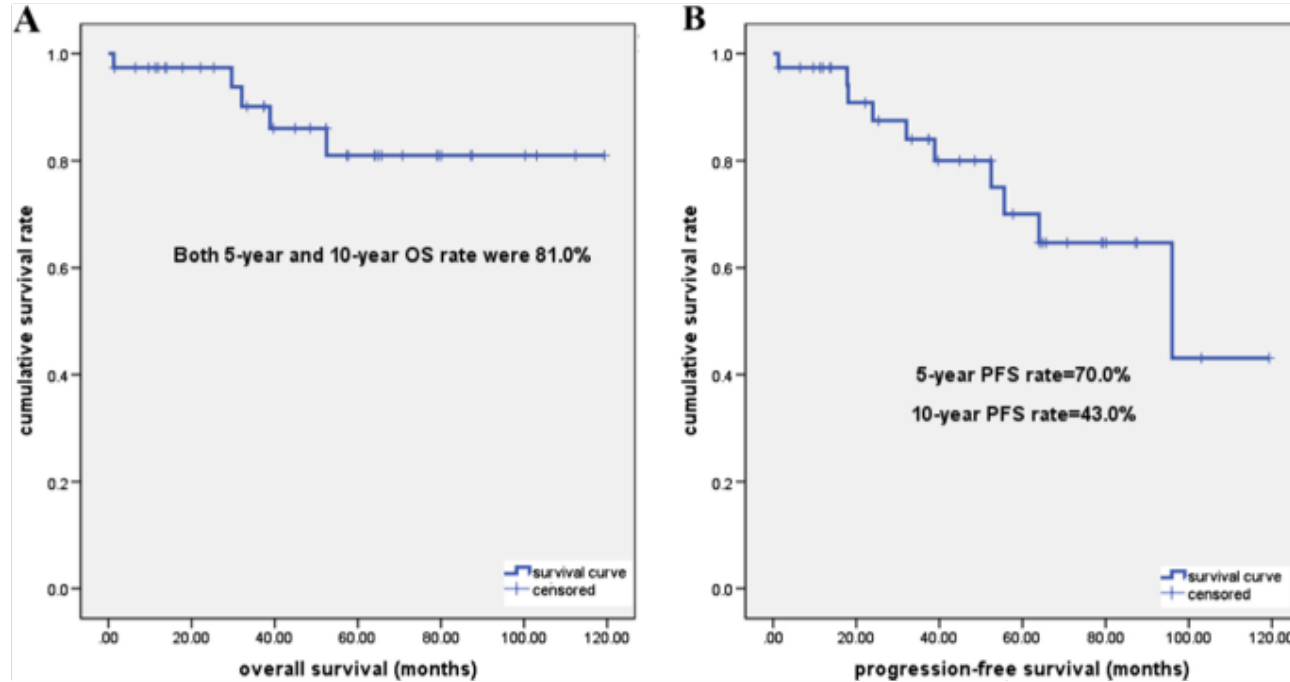 A
1.0
0.8
0.6
0.4
0.2
0.0
cumulative survival rate
Both 5-year and 10-year OS rate were 81.0%
survival curve
censored
.00 20.00 40.00 60.00 80.00 100.00 120.00
overall survival (months)
B
1.0
0.8
0.6
0.4
0.2
0.0
cumulative survival rate
5-year PFS rate=70.0%
10-year PFS rate=43.0%
survival curve
censored
.00 20.00 40.00 60.00 80.00 100.00 120.00
progression-free survival (months)